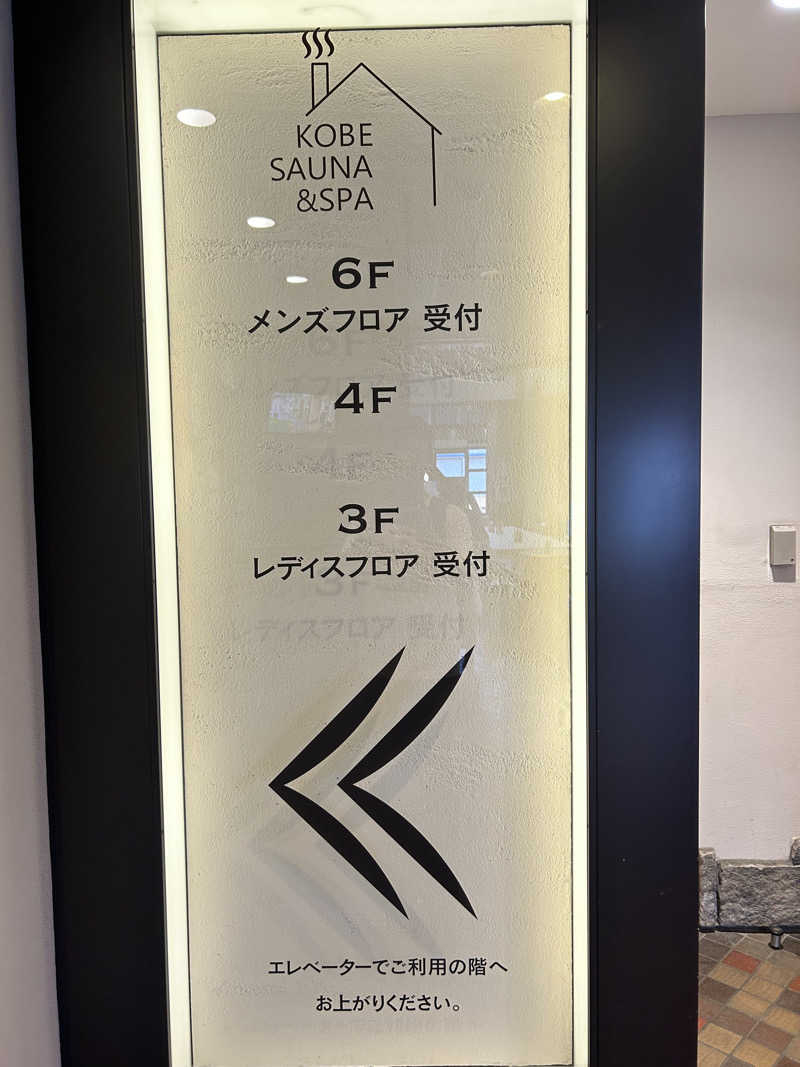 KOBE
SAUNA
&SPA
6F
メンズフロア 受付
4F
3F
レディスフロア 受付
エレベーターでご利用の階へ
お上がりください。